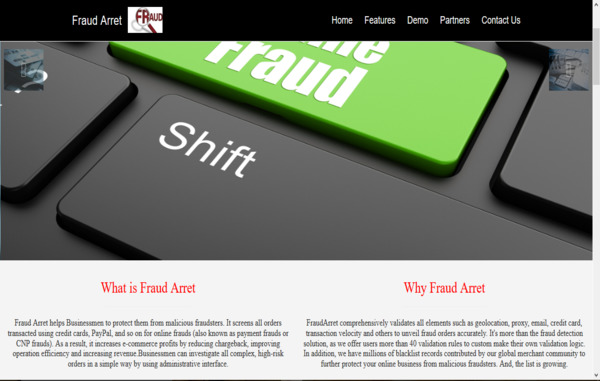 Fraud Arret
FRAUD
Home Features Demo Partners Contact Us
Fraud
Shift
What is Fraud Arret
Fraud Arret helps Businessmen to protect them from malicious fraudsters. It screens all orders
transacted using credit cards, PayPal, and so on for online frauds (also known as payment frauds or
CNP frauds). As a result, it increases e-commerce profits by reducing chargeback, improving
operation efficiency and increasing revenue.Businessmen can investigate all complex, high-risk
orders in a simple way by using administrative interface.
Why Fraud Arret
FraudArret comprehensively validates all elements such as geolocation, proxy, email, credit card,
transaction velocity and others to unveil fraud orders accurately. It's more than the fraud detection
solution, as we offer users more than 40 validation rules to custom make their own validation logic.
In addition, we have millions of blacklist records contributed by our global merchant community to
further protect your online business from malicious fraudsters. And, the list is growing.